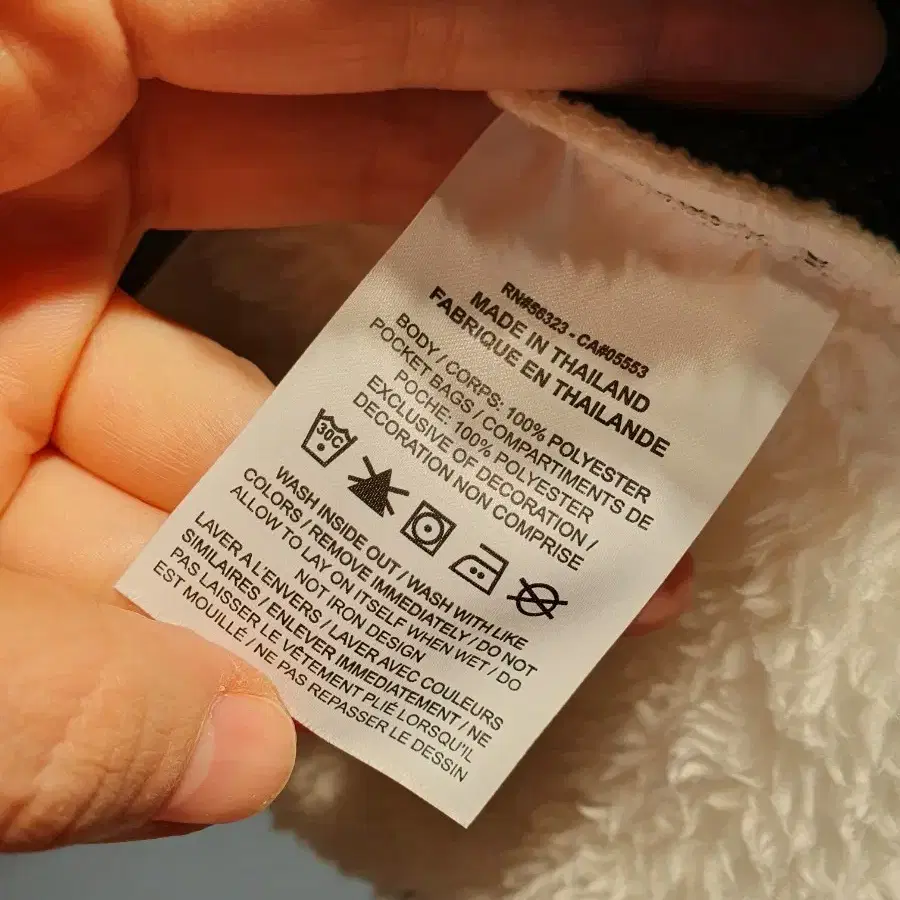 RN#56323 - CA#05553
MADE IN THAILAND
FABRIQUE EN THAILANDE
BODY / CORPS: 100% POLYESTER
POCKET BAGS / COMPARTIMENTS DE
POCHE: 100% POLYESTER
EXCLUSIVE OF DECORATION /
DECORATION NON COMPRISE
30C
WASH INSIDE OUT / WASH WITH LIKE
COLORS / REMOVE IMMEDIATELY / DO NOT
ALLOW TO LAY ON ITSELF WHEN WET / DO
NOT IRON DESIGN
LAVER A L'ENVERS / LAVER AVEC COULEURS
SIMILAIRES / ENLEVER IMMEDIATEMENT / NE
PAS LAISSER LE VÊTEMENT PLIÉ LORSQU'IL
EST MOUILLÉ / NE PAS REPASSER LE DESSIN